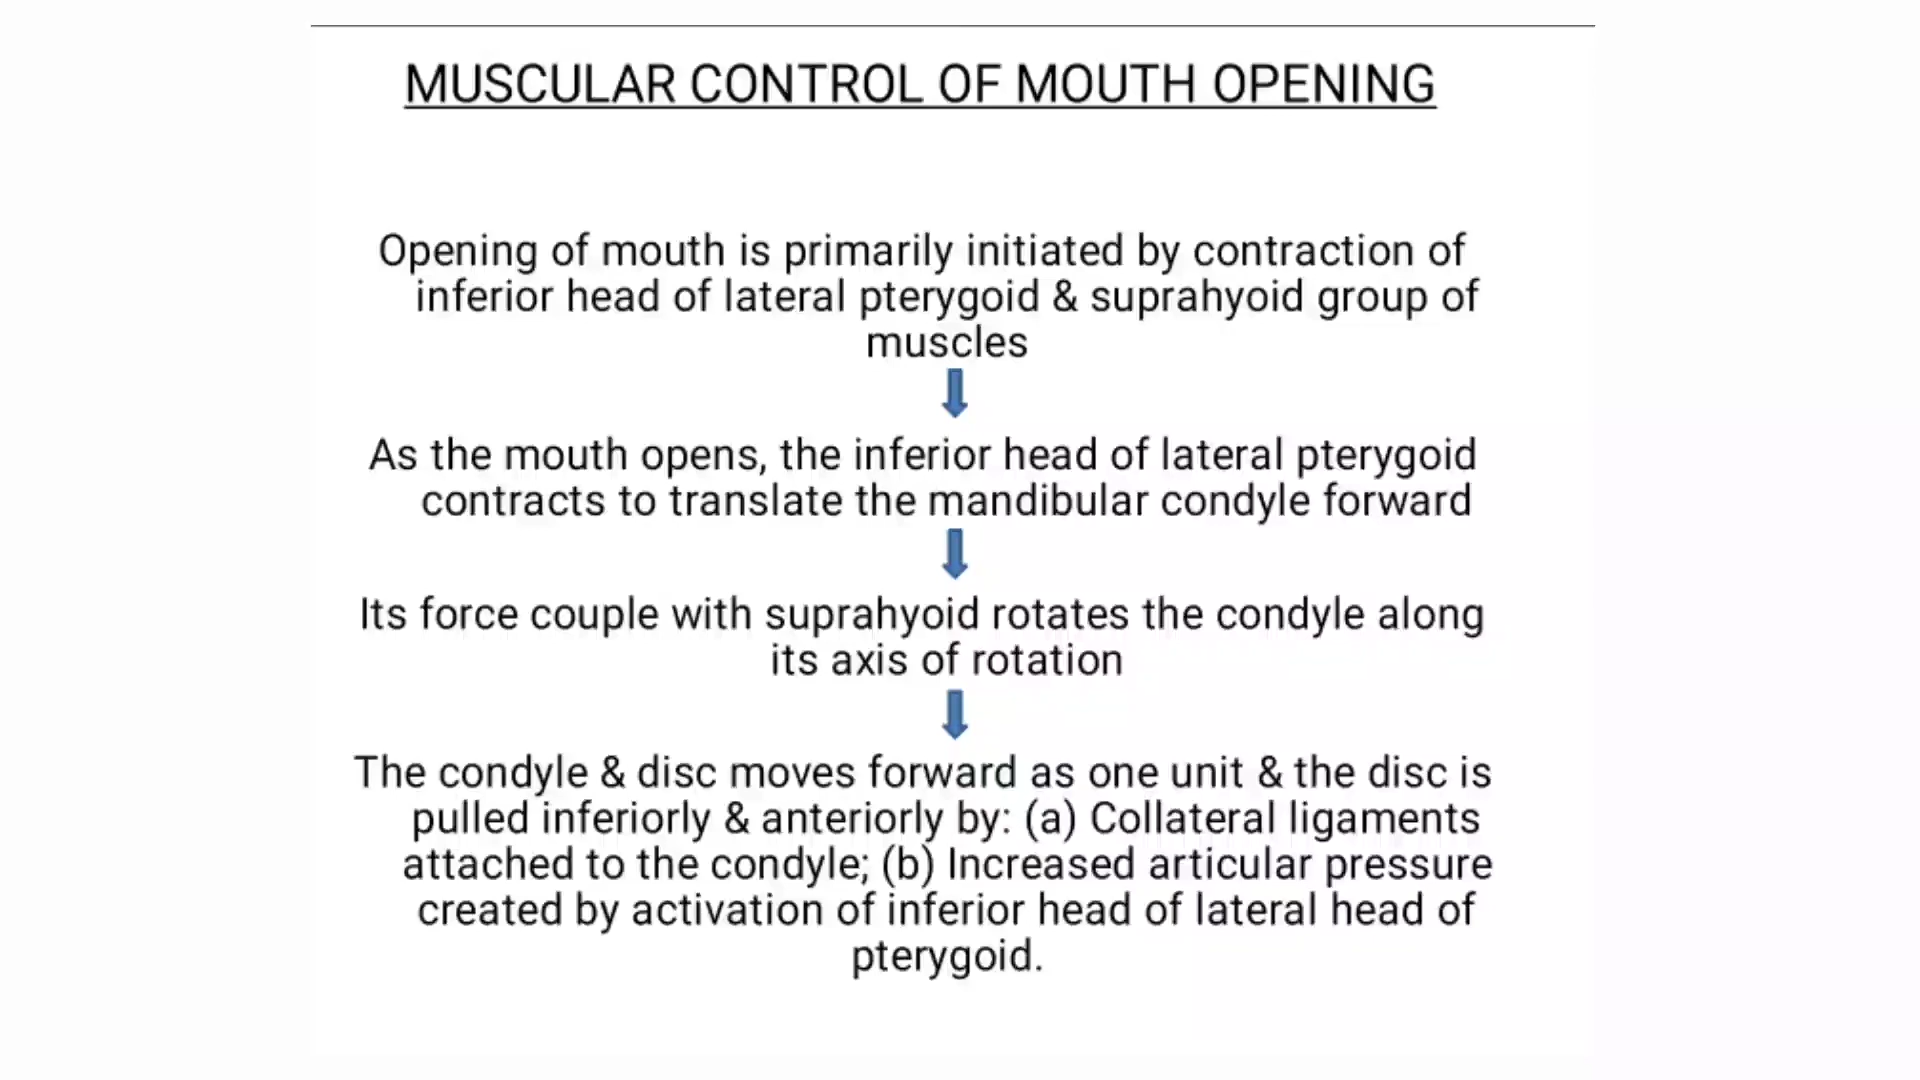 MUSCULAR CONTROL OF MOUTH OPENING
Opening of mouth is primarily initiated by contraction of
inferior head of lateral pterygoid & suprahyoid group of
muscles
As the mouth opens, the inferior head of lateral pterygoid
contracts to translate the mandibular condyle forward
Its force couple with suprahyoid rotates the condyle along
its axis of rotation
The condyle & disc moves forward as one unit & the disc is
pulled inferiorly & anteriorly by: (a) Collateral ligaments
attached to the condyle; (b) Increased articular pressure
created by activation of inferior head of lateral head of
pterygoid.